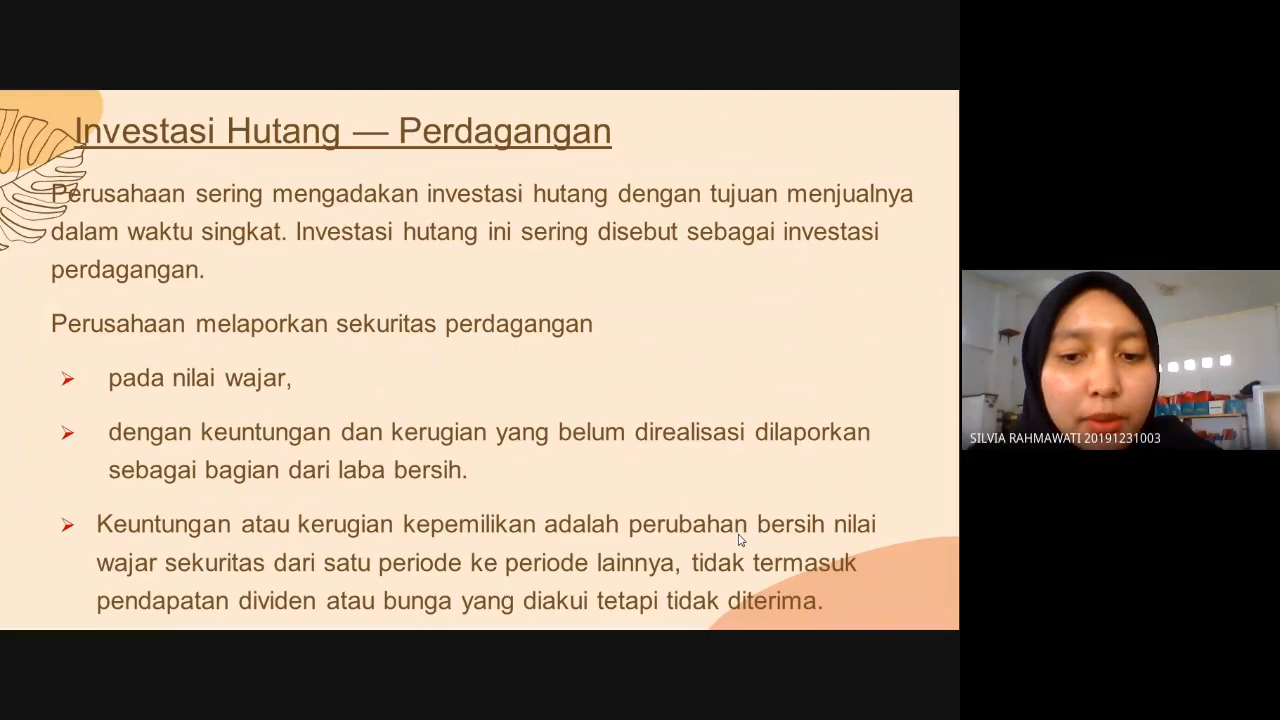 Investasi Hutang — Perdagangan
Perusahaan sering mengadakan investasi hutang dengan tujuan menjualnya
dalam waktu singkat. Investasi hutang ini sering disebut sebagai investasi
perdagangan.
Perusahaan melaporkan sekuritas perdagangan
pada nilai wajar,
dengan keuntungan dan kerugian yang belum direalisasi dilaporkan
sebagai bagian dari laba bersih.
Keuntungan atau kerugian kepemilikan adalah perubahan bersih nilai
wajar sekuritas dari satu periode ke periode lainnya, tidak termasuk
pendapatan dividen atau bunga yang diakui tetapi tidak diterima.
SILVIA RAHMAWATI 20191231003